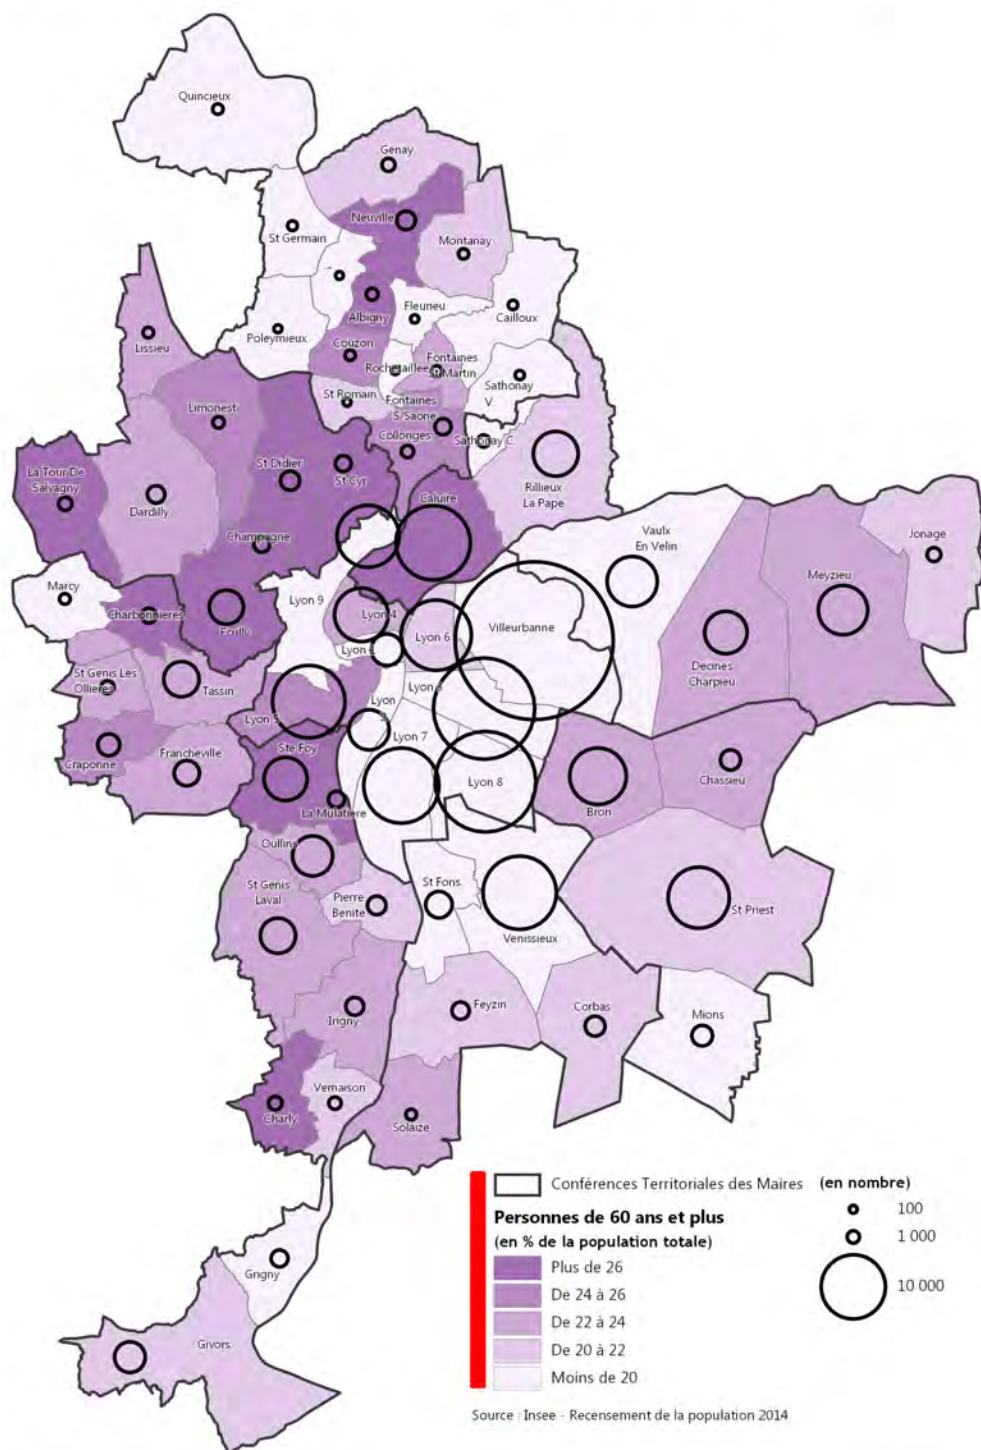 Quincieux
Genay
Neuville
St Germain
Montanay
Albigny
Fleurieu
Cailloux
Lissieu
Poleymieux
Couzon
Rochetaillee
Fontaines
St Martin
Sathonay
V
Limonest
St Romain
Fontaines
S/Saone
Collonges
Sathonay C
La Tour De
Salvagny
St Didier
St Cyr
Rillieux
La Pape
Dardilly
Caluire
Champagne
Vaulx
En Velin
Jonage
Meyzieu
Marcy
Charbonnieres
Ecully
Lyon 9
Lyon 4
Lyon 6
Villeurbanne
Lyon 1
Decines
Charpieu
St Genis Les
Ollieres
Tassin
Lyon 5
Lyon
Lyon
Lyon 7
Craponne
Francheville
Ste Foy
Lyon 8
Chassieu
La Mulatiere
Bron
Oullins
St Genis
Laval
Pierre
Benite
St Fons
Venissieux
St Priest
Irigny
Feyzin
Corbas
Mions
Vernaison
Charly
Solaize
Grigny
Givors
Conférences Territoriales des Maires
Personnes de 60 ans et plus
(en % de la population totale)
Plus de 26
De 24 à 26
De 22 à 24
De 20 à 22
Moins de 20
(en nombre)
100
1 000
10 000
Source : Insee - Recensement de la population 2014